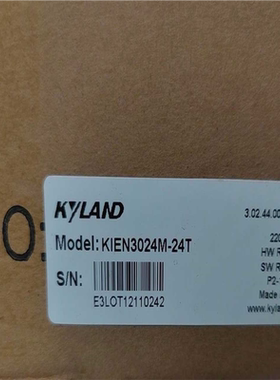 KYLAND
Model: KIEN3024M-24T
S/N:
E3LOT12110242
3.02.44.00
220
HW R
SW R
P2-
Made
www.kyla